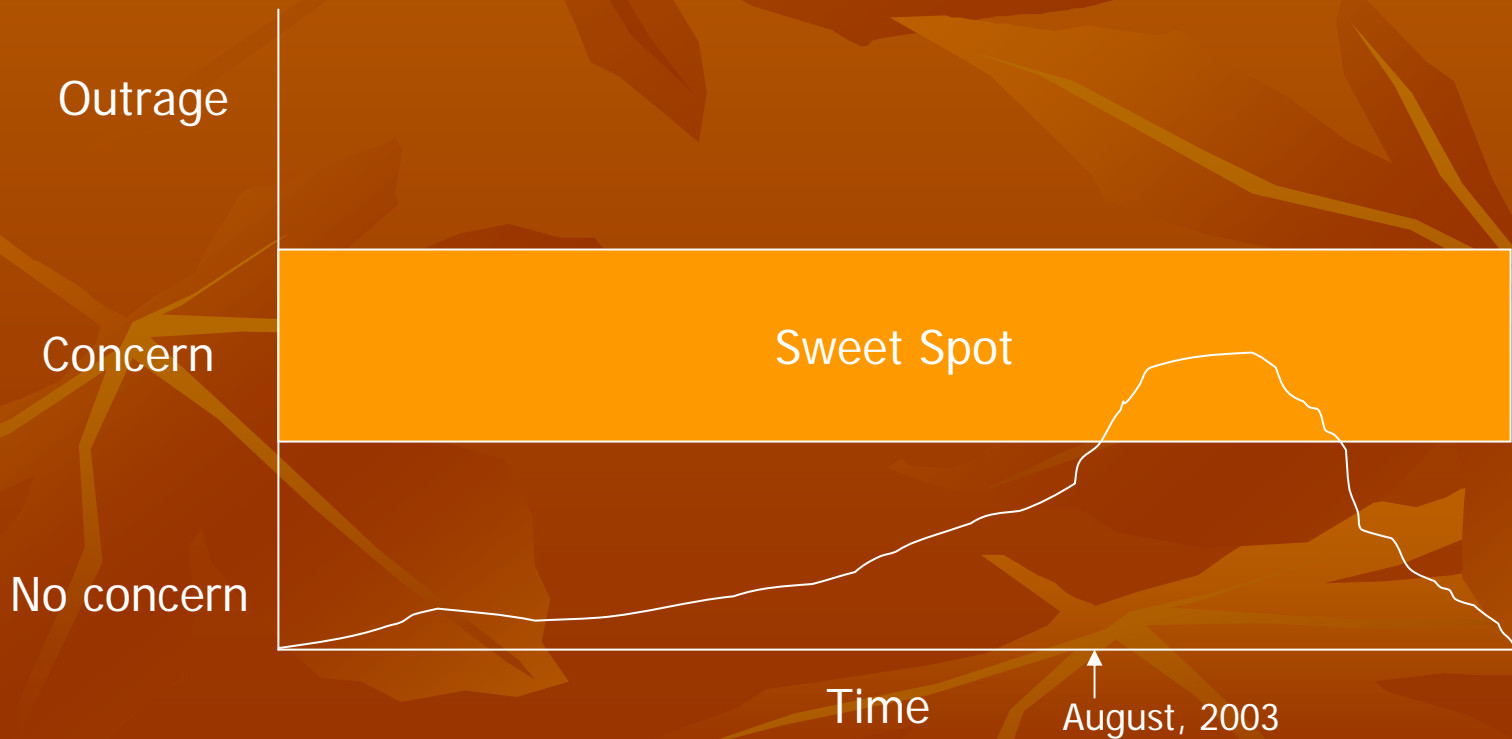 Outrage
Concern
Sweet Spot
No concern
Time
August, 2003